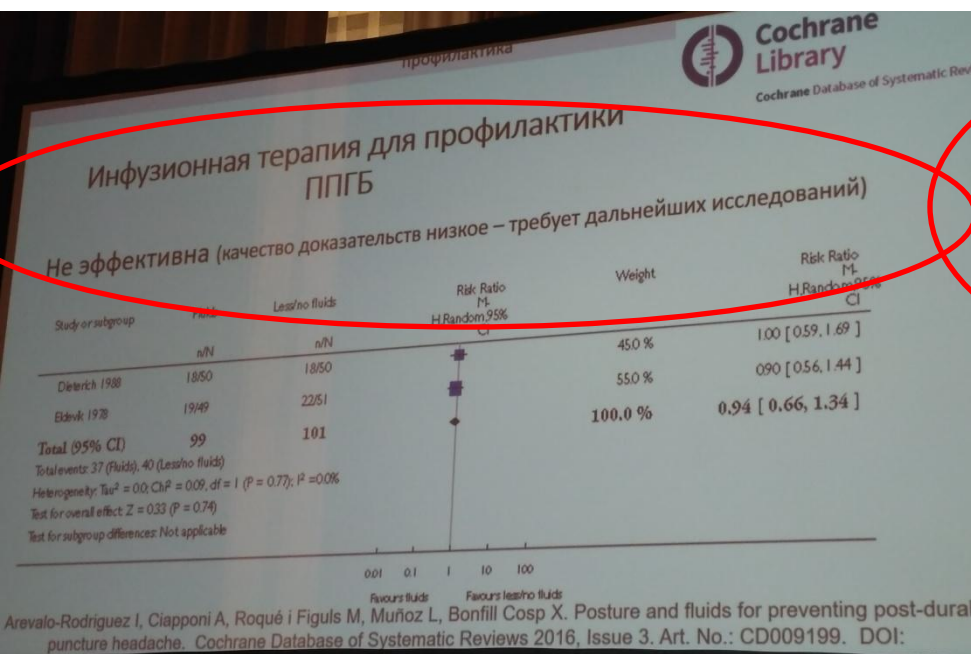 профилактика
Cochrane
Library
Cochrane Database of Systematic Rev
Инфузионная терапия для профилактики
ППГБ
Не эффективна (качество доказательств низкое – требует дальнейших исследований)
Study or subgroup Less/no fluids Risk Ratio Weight Risk Ratio
M- M-
H,Random,95% H,Random,95%
CI CI
n/N n/N
Dieterich 1988 18/50 18/50 45.0 % 1.00 [ 0.59, 1.69 ]
Eldevik 1978 19/49 22/51 55.0 % 0.90 [ 0.56, 1.44 ]
Total (95% CI) 99 101 100.0 % 0.94 [ 0.66, 1.34 ]
Total events: 37 (Fluids), 40 (Less/no fluids)
Heterogeneity: Tau² = 0.0; Chi² = 0.09, df = 1 (P = 0.77); I² =0.0%
Test for overall effect: Z = 0.33 (P = 0.74)
Test for subgroup differences: Not applicable
0.01 0.1 1 10 100
Favours fluids Favours less/no fluids
Arevalo-Rodriguez I, Ciapponi A, Roqué i Figuls M, Muñoz L, Bonfill Cosp X. Posture and fluids for preventing post-dural
puncture headache. Cochrane Database of Systematic Reviews 2016, Issue 3. Art. No.: CD009199. DOI: